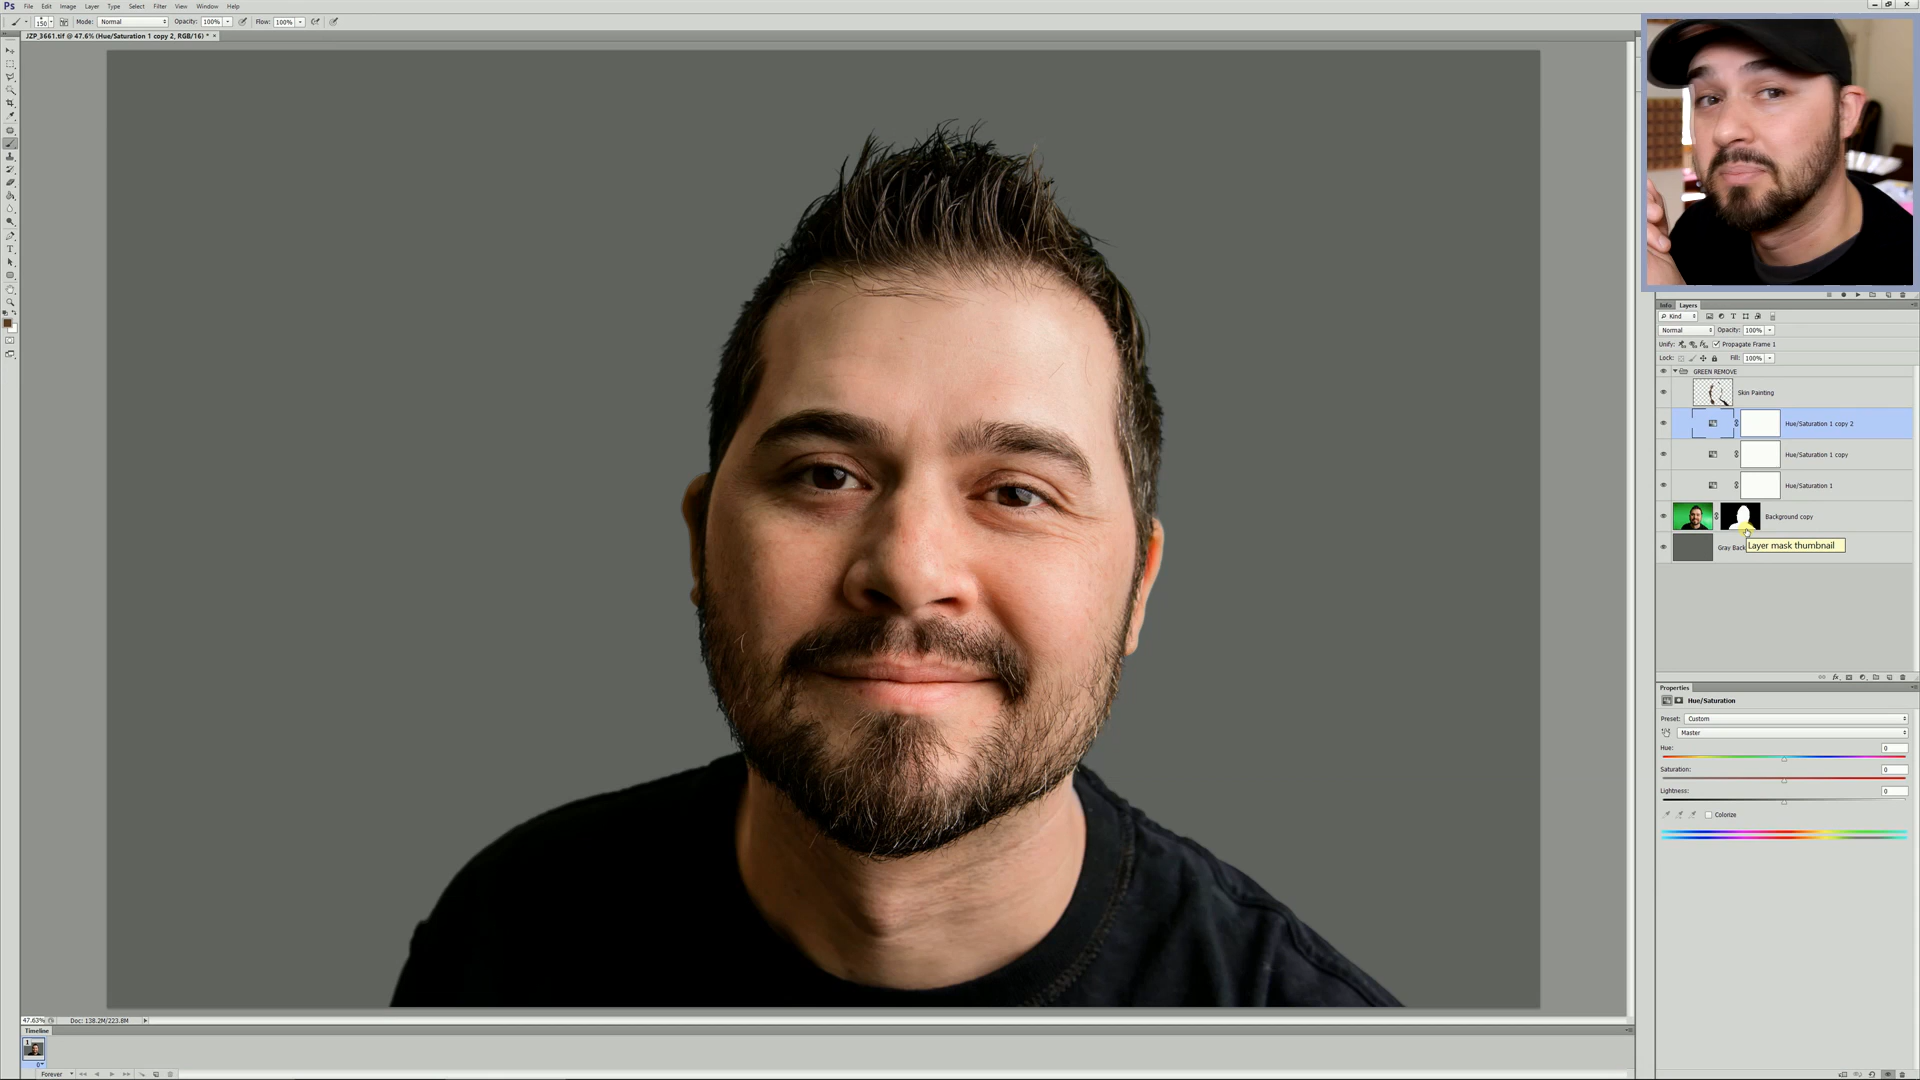 Ps File Edit Image Layer Type Select Filter View Window Help
150 Mode: Normal Opacity: 100% Flow: 100%
JZP_3661.tif @ 47.6% (Hue/Saturation 1 copy 2, RGB/16) * ×
Info Layers
Kind
Normal Opacity: 100%
Unify: Propagate Frame 1
Lock: Fill: 100%
GREEN REMOVE
Skin Painting
Hue/Saturation 1 copy 2
Hue/Saturation 1 copy
Hue/Saturation 1
Background copy
Gray Back
Layer mask thumbnail
Properties
Hue/Saturation
Preset: Custom
Master
Hue: 0
Saturation: 0
Lightness: 0
Colorize
47.63% Doc: 138.2M/223.8M
Timeline
1
Forever